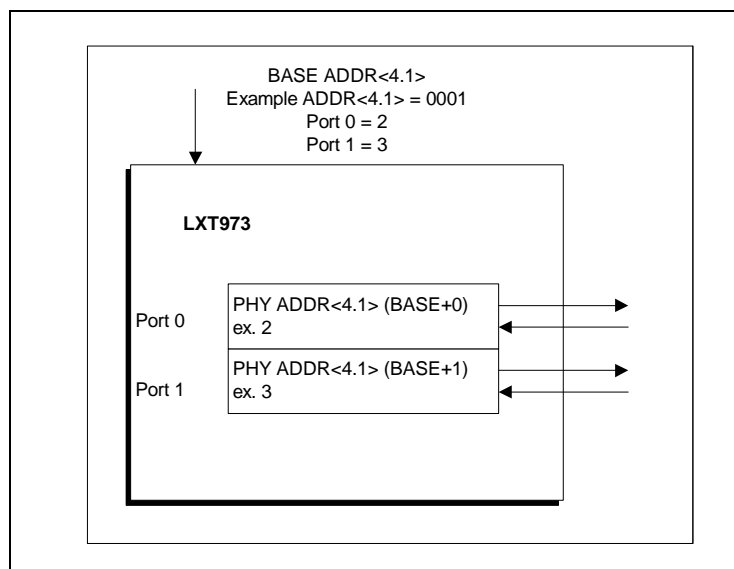 BASE ADDR<4.1>
Example ADDR<4.1> = 0001
Port 0 = 2
Port 1 = 3
LXT973
Port 0
PHY ADDR<4.1> (BASE+0)
ex. 2
Port 1
PHY ADDR<4.1> (BASE+1)
ex. 3